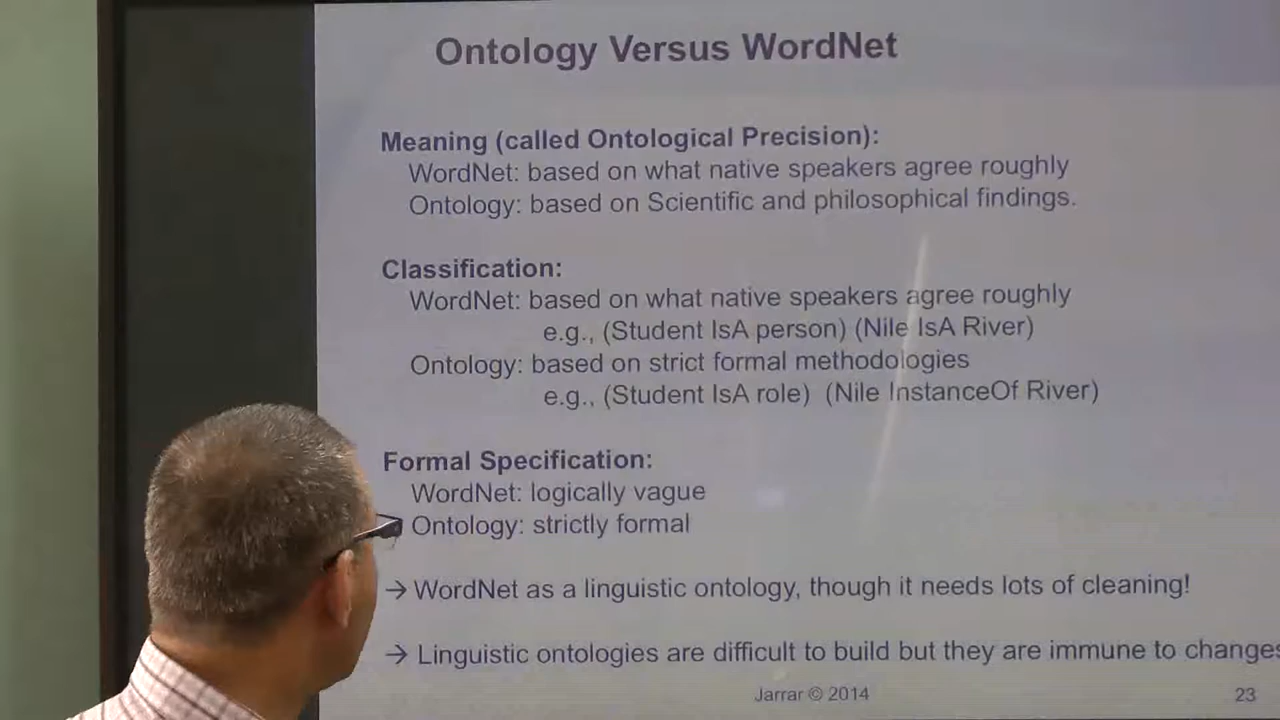 Ontology Versus WordNet
Meaning (called Ontological Precision):
WordNet: based on what native speakers agree roughly
Ontology: based on Scientific and philosophical findings.
Classification:
WordNet: based on what native speakers agree roughly
e.g., (Student IsA person) (Nile IsA River)
Ontology: based on strict formal methodologies
e.g., (Student IsA role) (Nile InstanceOf River)
Formal Specification:
WordNet: logically vague
Ontology: strictly formal
→ WordNet as a linguistic ontology, though it needs lots of cleaning!
→ Linguistic ontologies are difficult to build but they are immune to changes
Jarrar © 2014
23